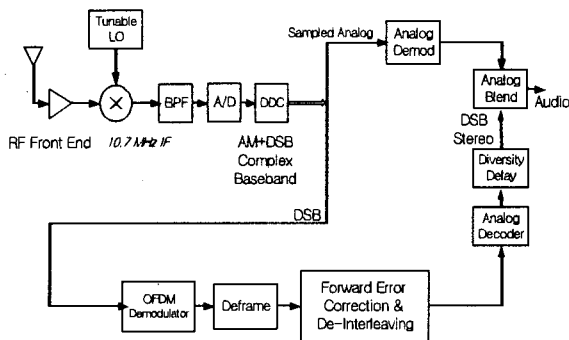 Tunable
LO
Sampled Analog
Analog
Demod
BPF
A/D
DDC
Analog
Blend
Audio
RF Front End
10.7 MHz IF
AM+DSB
Complex
Baseband
DSB
Stereo
Diversity
Delay
DSB
Analog
Decoder
OFDM
Demodulator
Deframe
Forward Error
Correction &
De-Interleaving